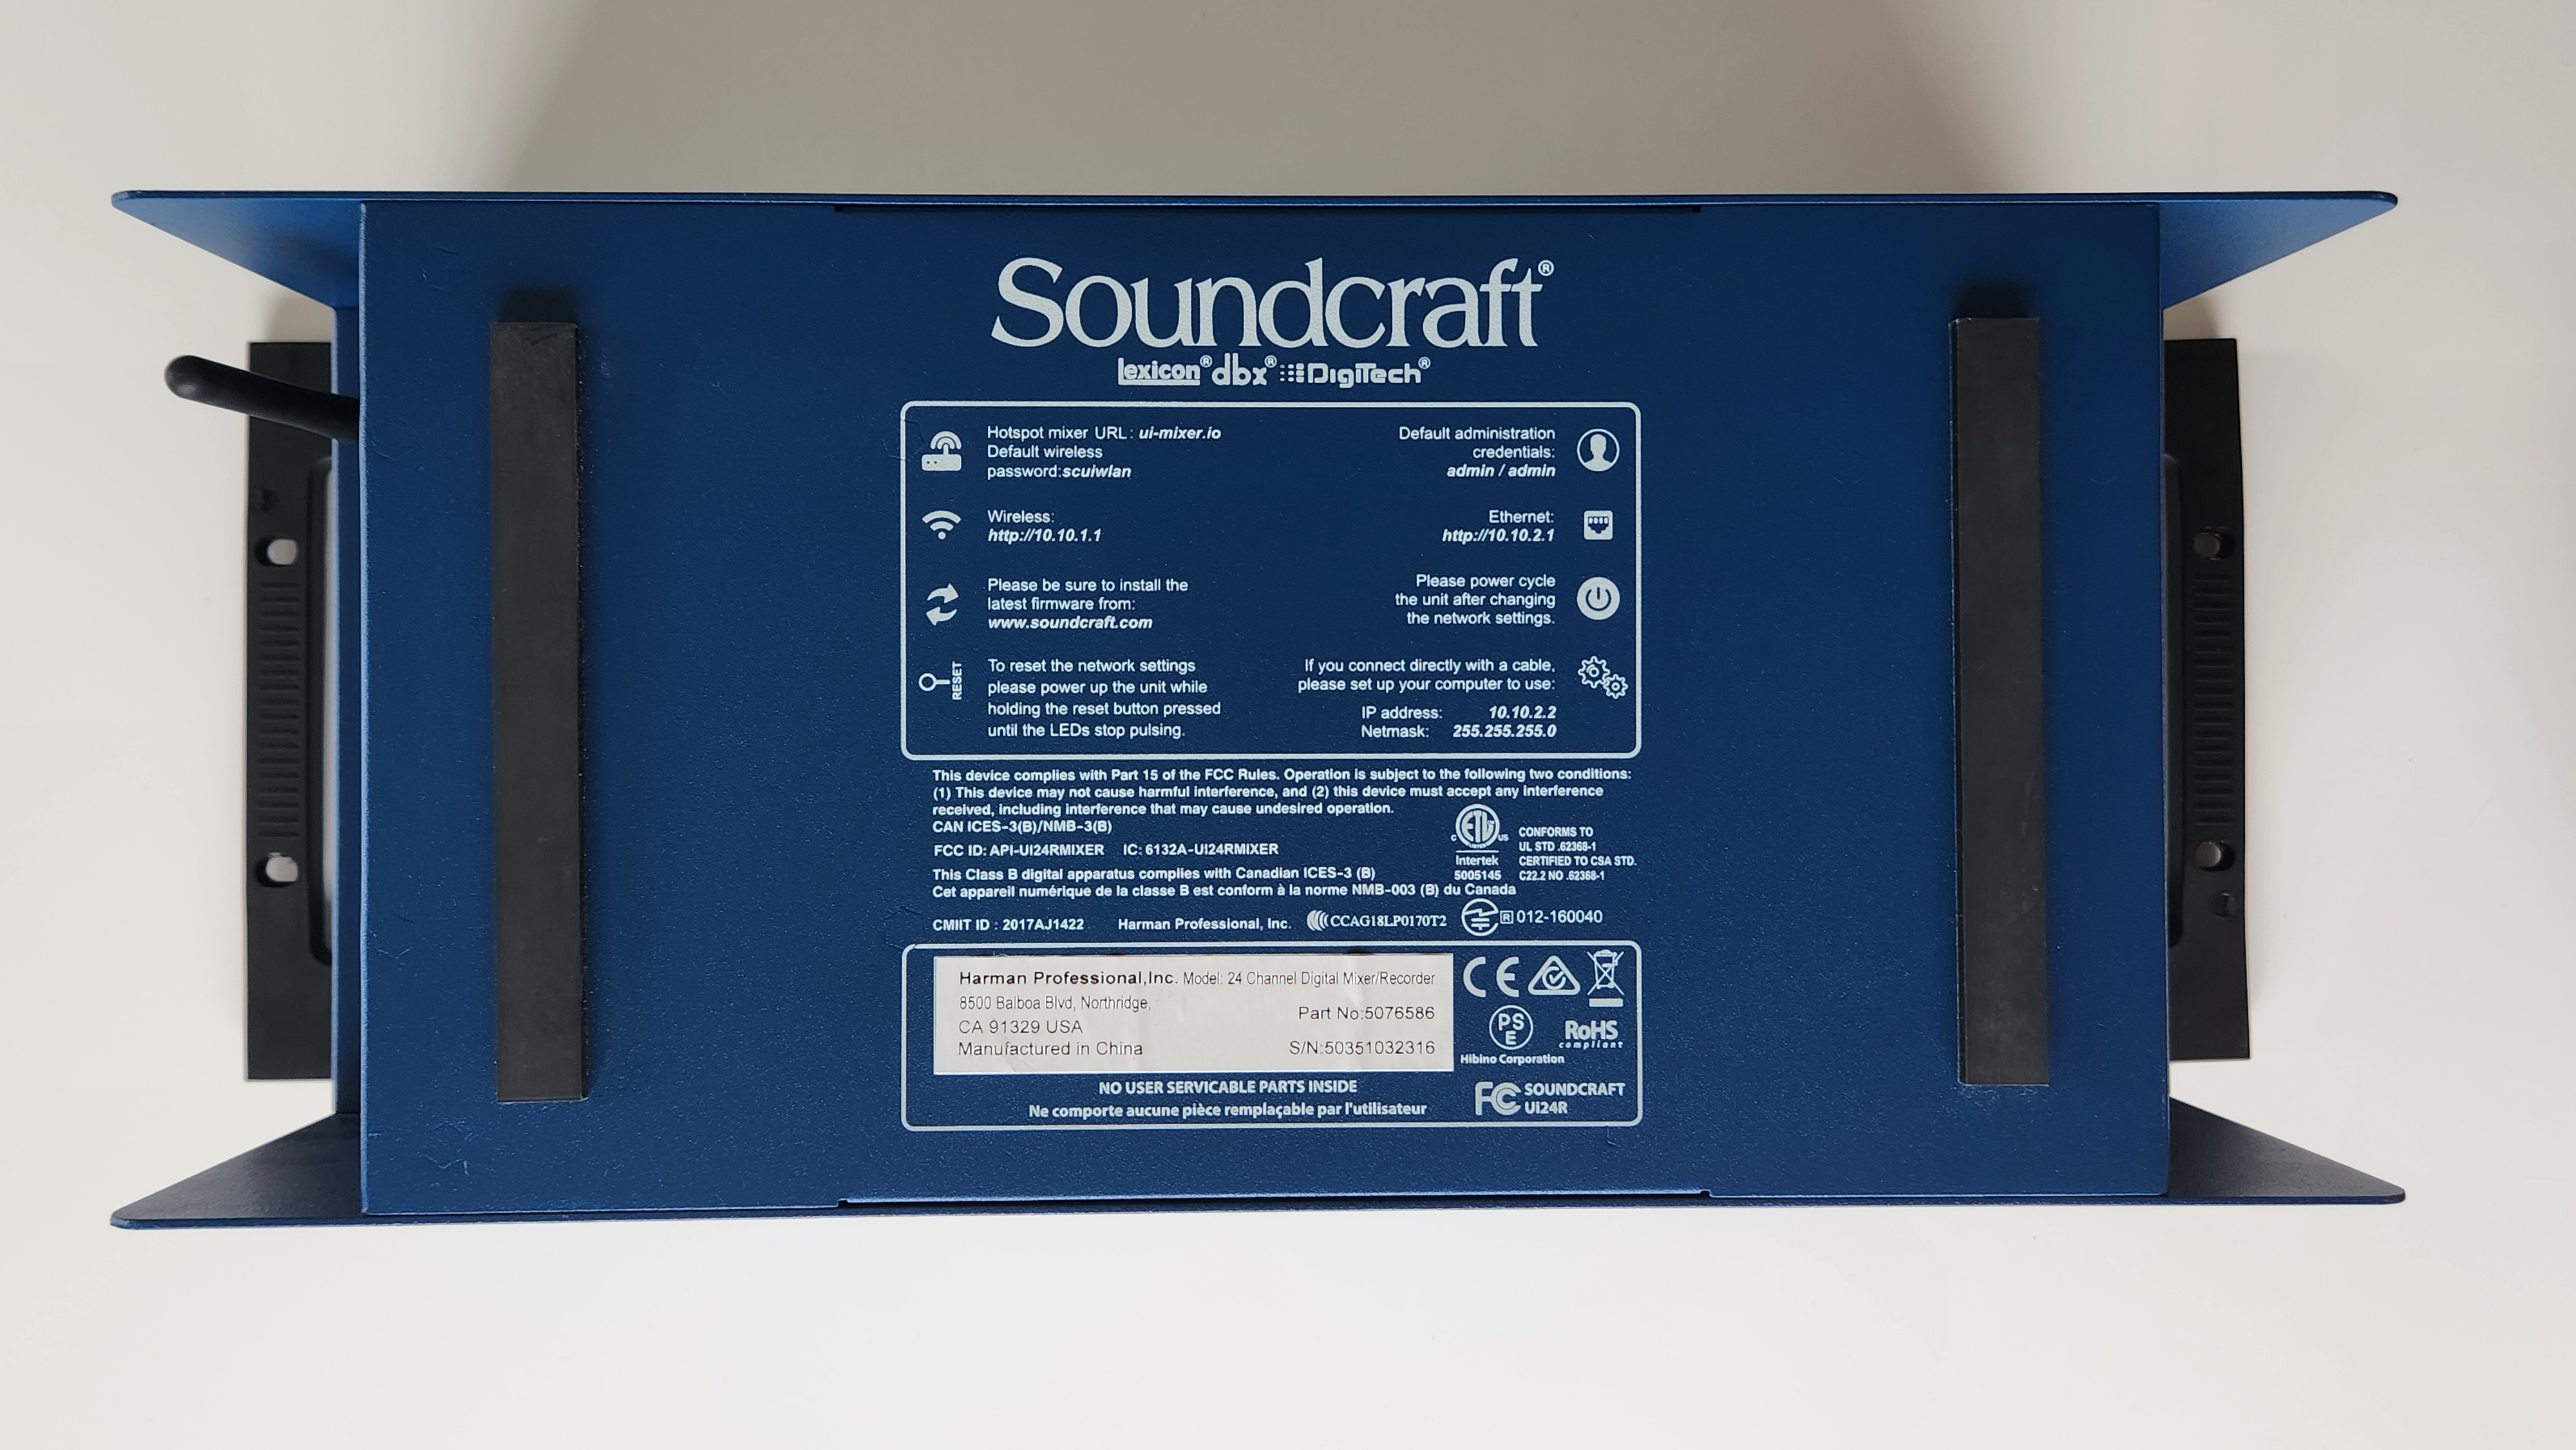 Soundcraft®
lexicon® dbx® DigiTech®
Hotspot mixer URL: ui-mixer.io
Default wireless
password:scuiwlan
Default administration
credentials:
admin / admin
Wireless:
http://10.10.1.1
Ethernet:
http://10.10.2.1
Please be sure to install the
latest firmware from:
www.soundcraft.com
Please power cycle
the unit after changing
the network settings.
RESET
To reset the network settings
please power up the unit while
holding the reset button pressed
until the LEDs stop pulsing.
If you connect directly with a cable,
please set up your computer to use:
IP address: 10.10.2.2
Netmask: 255.255.255.0
This device complies with Part 15 of the FCC Rules. Operation is subject to the following two conditions:
(1) This device may not cause harmful interference, and (2) this device must accept any interference
received, including interference that may cause undesired operation.
CAN ICES-3(B)/NMB-3(B)
FCC ID: API-UI24RMIXER IC: 6132A-UI24RMIXER
This Class B digital apparatus complies with Canadian ICES-3 (B)
Cet appareil numérique de la classe B est conform à la norme NMB-003 (B) du Canada
C ETL US
Intertek
5005145
CONFORMS TO
UL STD .62368-1
CERTIFIED TO CSA STD.
C22.2 NO .62368-1
CMIIT ID : 2017AJ1422 Harman Professional, Inc. CCAG18LP0170T2 R 012-160040
Harman Professional,Inc. Model: 24 Channel Digital Mixer/Recorder
8500 Balboa Blvd, Northridge,
CA 91329 USA
Manufactured in China
Part No:5076586
S/N:50351032316
CE
PS
E
Hibino Corporation
RoHS
compliant
NO USER SERVICABLE PARTS INSIDE
Ne comporte aucune pièce remplaçable par l'utilisateur
FC SOUNDCRAFT
Ui24R